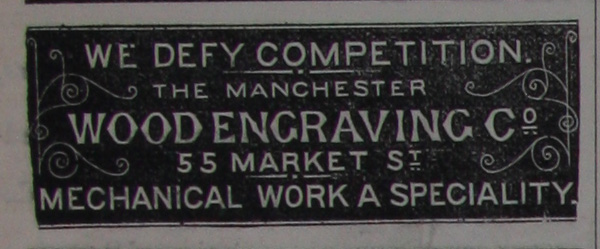 WE DEFY COMPETITION.
THE MANCHESTER
WOOD ENGRAVING Cº
55 MARKET ST
MECHANICAL WORK A SPECIALITY.